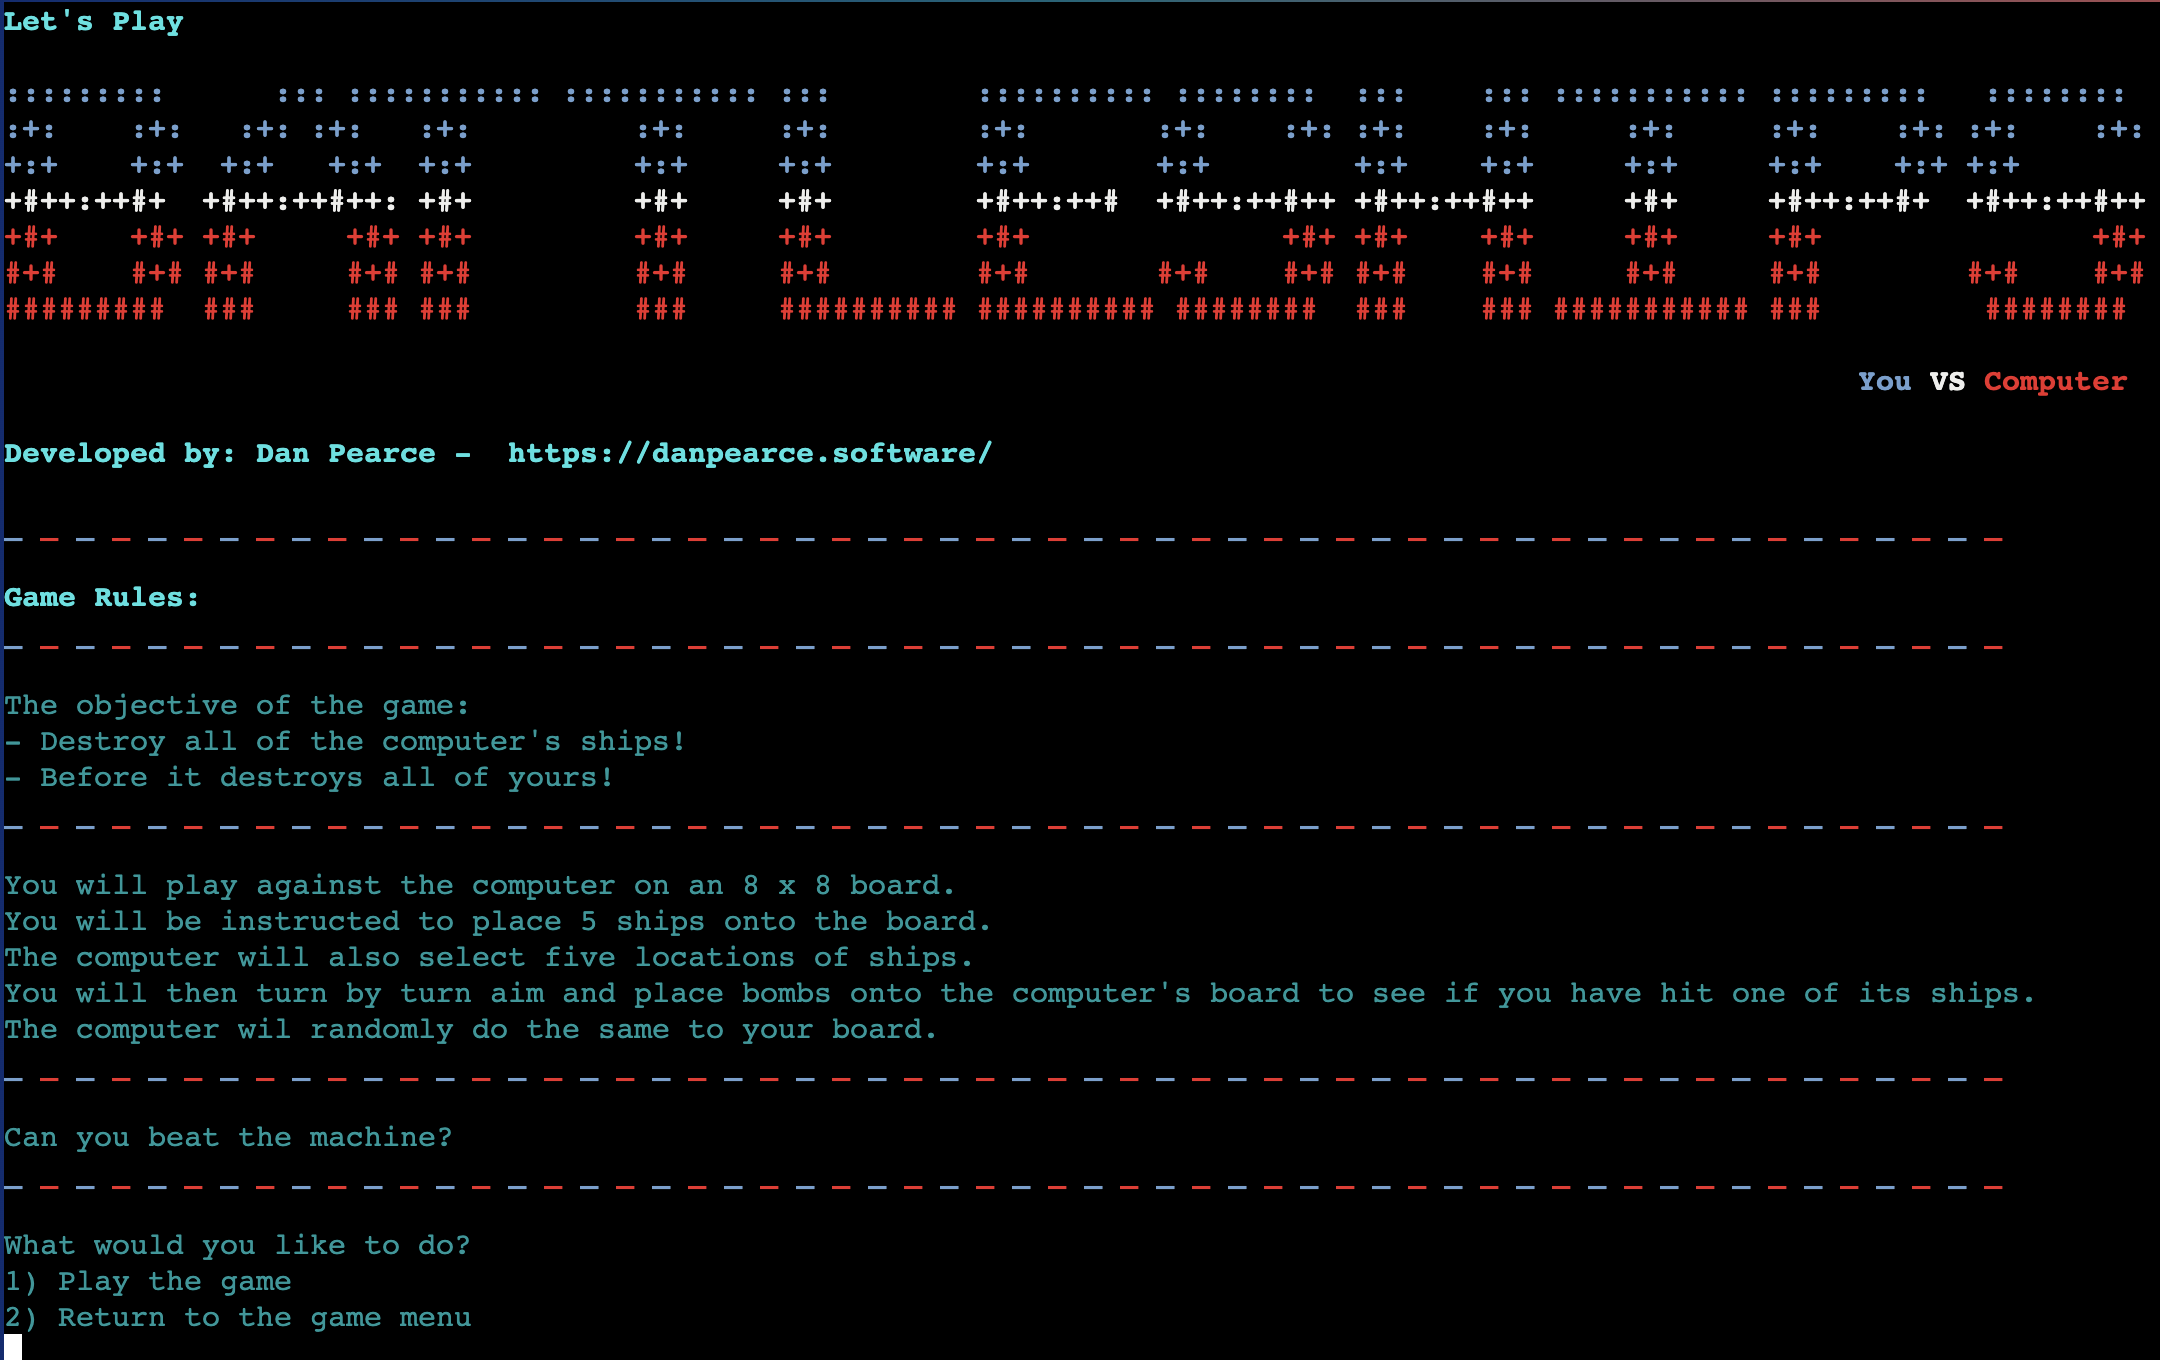 Let's Play
BATTLESHIPS
You VS Computer
Developed by: Dan Pearce -  https://danpearce.software/
Game Rules:
The objective of the game:
- Destroy all of the computer's ships!
- Before it destroys all of yours!
You will play against the computer on an 8 x 8 board.
You will be instructed to place 5 ships onto the board.
The computer will also select five locations of ships.
You will then turn by turn aim and place bombs onto the computer's board to see if you have hit one of its ships.
The computer wil randomly do the same to your board.
Can you beat the machine?
What would you like to do?
1) Play the game
2) Return to the game menu